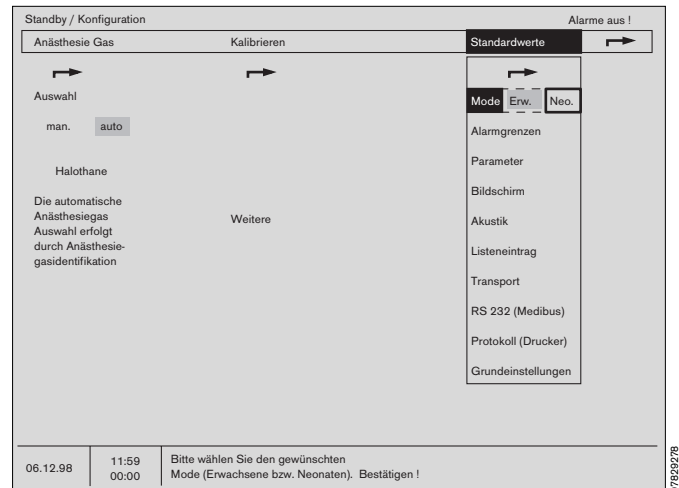 Standby / Konfiguration
Alarme aus !
Anästhesie Gas
Kalibrieren
Standardwerte
Auswahl
man. auto
Halothane
Die automatische
Anästhesiegas
Auswahl erfolgt
durch Anästhesie-
gasidentifikation
Weitere
Mode Erw. Neo.
Alarmgrenzen
Parameter
Bildschirm
Akustik
Listeneintrag
Transport
RS 232 (Medibus)
Protokoll (Drucker)
Grundeinstellungen
06.12.98
11:59
00:00
Bitte wählen Sie den gewünschten
Mode (Erwachsene bzw. Neonaten). Bestätigen !